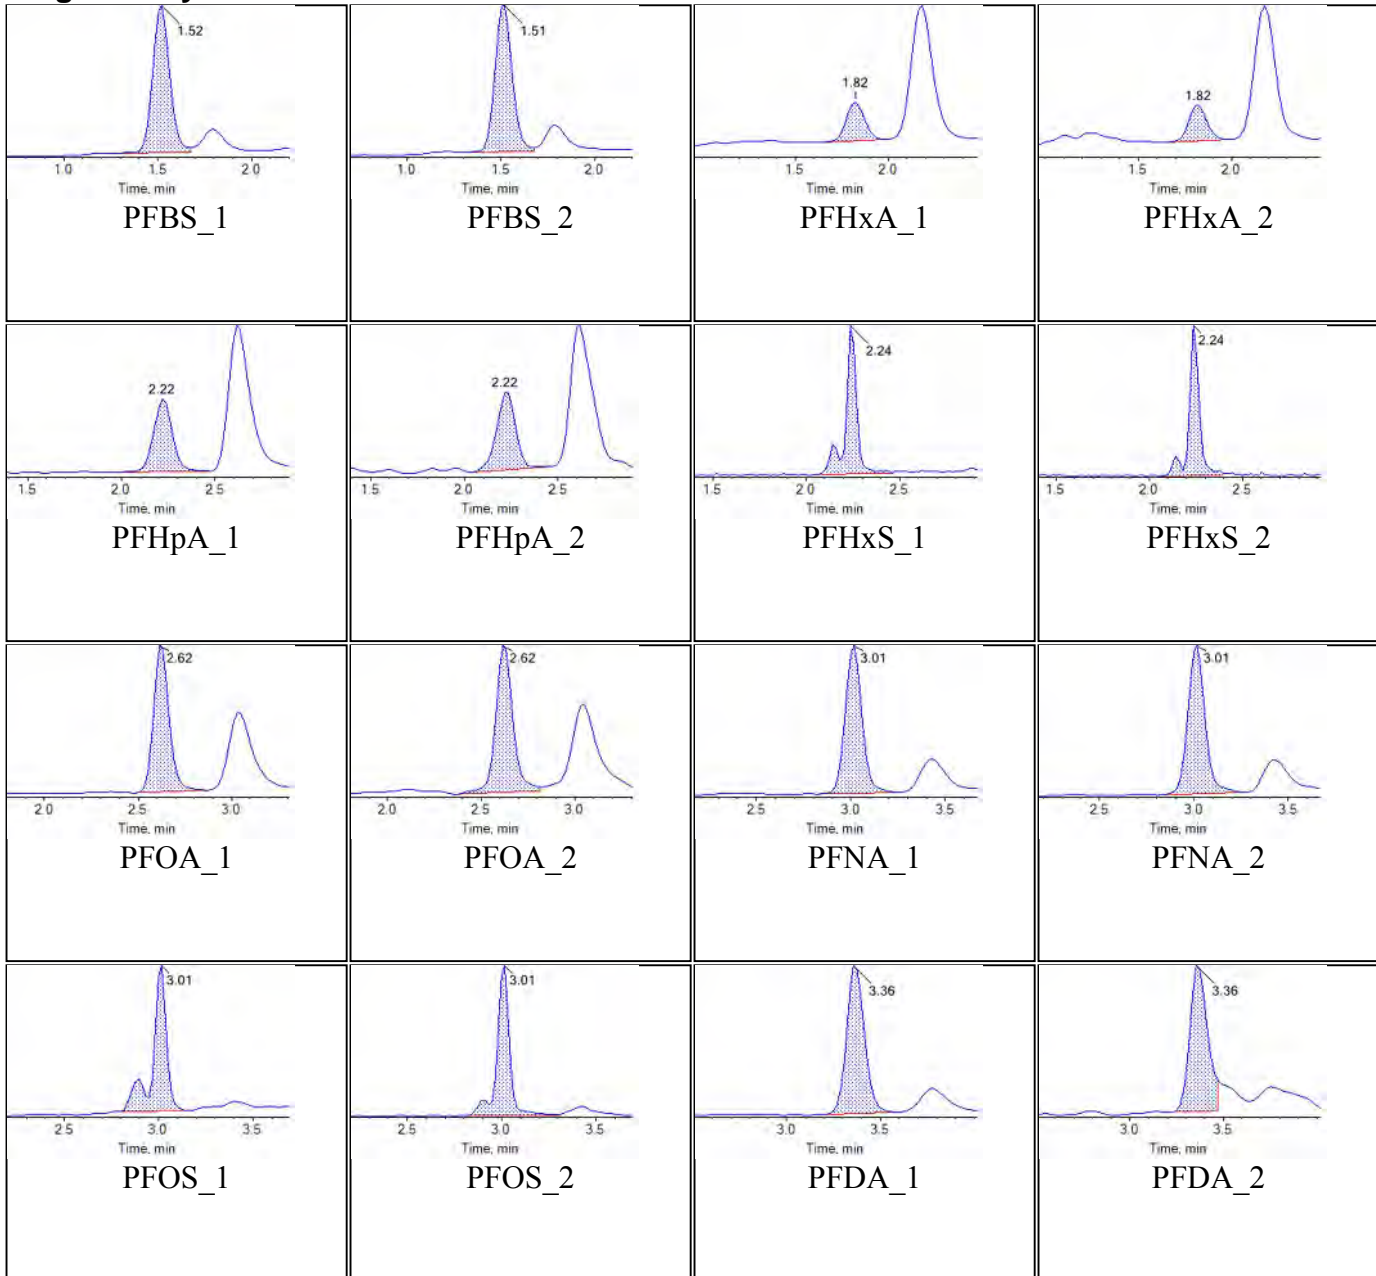 1.52
1.51
1.82
1.82
1.0 1.5 2.0
1.0 1.5 2.0
1.5 2.0
1.5 2.0
Time, min
Time, min
Time, min
Time, min
PFBS_1
PFBS_2
PFHxA_1
PFHxA_2
2.22
2.22
2.24
2.24
1.5 2.0 2.5
1.5 2.0 2.5
1.5 2.0 2.5
1.5 2.0 2.5
Time, min
Time, min
Time, min
Time, min
PFHpA_1
PFHpA_2
PFHxS_1
PFHxS_2
2.62
2.62
3.01
3.01
2.0 2.5 3.0
2.0 2.5 3.0
2.5 3.0 3.5
2.5 3.0 3.5
Time, min
Time, min
Time, min
Time, min
PFOA_1
PFOA_2
PFNA_1
PFNA_2
3.01
3.01
3.36
3.36
2.5 3.0 3.5
2.5 3.0 3.5
3.0 3.5
3.0 3.5
Time, min
Time, min
Time, min
Time, min
PFOS_1
PFOS_2
PFDA_1
PFDA_2